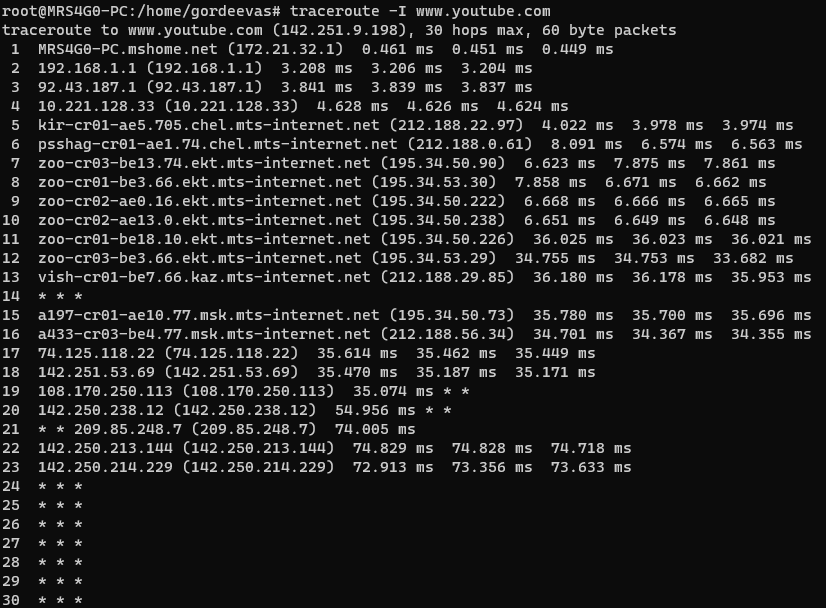 root@MRS4G0-PC:/home/gordeevas# traceroute -I www.youtube.com
traceroute to www.youtube.com (142.251.9.198), 30 hops max, 60 byte packets
 1  MRS4G0-PC.mshome.net (172.21.32.1)  0.461 ms  0.451 ms  0.449 ms
 2  192.168.1.1 (192.168.1.1)  3.208 ms  3.206 ms  3.204 ms
 3  92.43.187.1 (92.43.187.1)  3.841 ms  3.839 ms  3.837 ms
 4  10.221.128.33 (10.221.128.33)  4.628 ms  4.626 ms  4.624 ms
 5  kir-cr01-ae5.705.chel.mts-internet.net (212.188.22.97)  4.022 ms  3.978 ms  3.974 ms
 6  psshag-cr01-ae1.74.chel.mts-internet.net (212.188.0.61)  8.091 ms  6.574 ms  6.563 ms
 7  zoo-cr03-be13.74.ekt.mts-internet.net (195.34.50.90)  6.623 ms  7.875 ms  7.861 ms
 8  zoo-cr01-be3.66.ekt.mts-internet.net (195.34.53.30)  7.858 ms  6.671 ms  6.662 ms
 9  zoo-cr02-ae0.16.ekt.mts-internet.net (195.34.50.222)  6.668 ms  6.666 ms  6.665 ms
10  zoo-cr02-ae13.0.ekt.mts-internet.net (195.34.50.238)  6.651 ms  6.649 ms  6.648 ms
11  zoo-cr01-be18.10.ekt.mts-internet.net (195.34.50.226)  36.025 ms  36.023 ms  36.021 ms
12  zoo-cr03-be3.66.ekt.mts-internet.net (195.34.53.29)  34.755 ms  34.753 ms  33.682 ms
13  vish-cr01-be7.66.kaz.mts-internet.net (212.188.29.85)  36.180 ms  36.178 ms  35.953 ms
14  * * *
15  a197-cr01-ae10.77.msk.mts-internet.net (195.34.50.73)  35.780 ms  35.700 ms  35.696 ms
16  a433-cr03-be4.77.msk.mts-internet.net (212.188.56.34)  34.701 ms  34.367 ms  34.355 ms
17  74.125.118.22 (74.125.118.22)  35.614 ms  35.462 ms  35.449 ms
18  142.251.53.69 (142.251.53.69)  35.470 ms  35.187 ms  35.171 ms
19  108.170.250.113 (108.170.250.113)  35.074 ms * *
20  142.250.238.12 (142.250.238.12)  54.956 ms * *
21  * * 209.85.248.7 (209.85.248.7)  74.005 ms
22  142.250.213.144 (142.250.213.144)  74.829 ms  74.828 ms  74.718 ms
23  142.250.214.229 (142.250.214.229)  72.913 ms  73.356 ms  73.633 ms
24  * * *
25  * * *
26  * * *
27  * * *
28  * * *
29  * * *
30  * * *